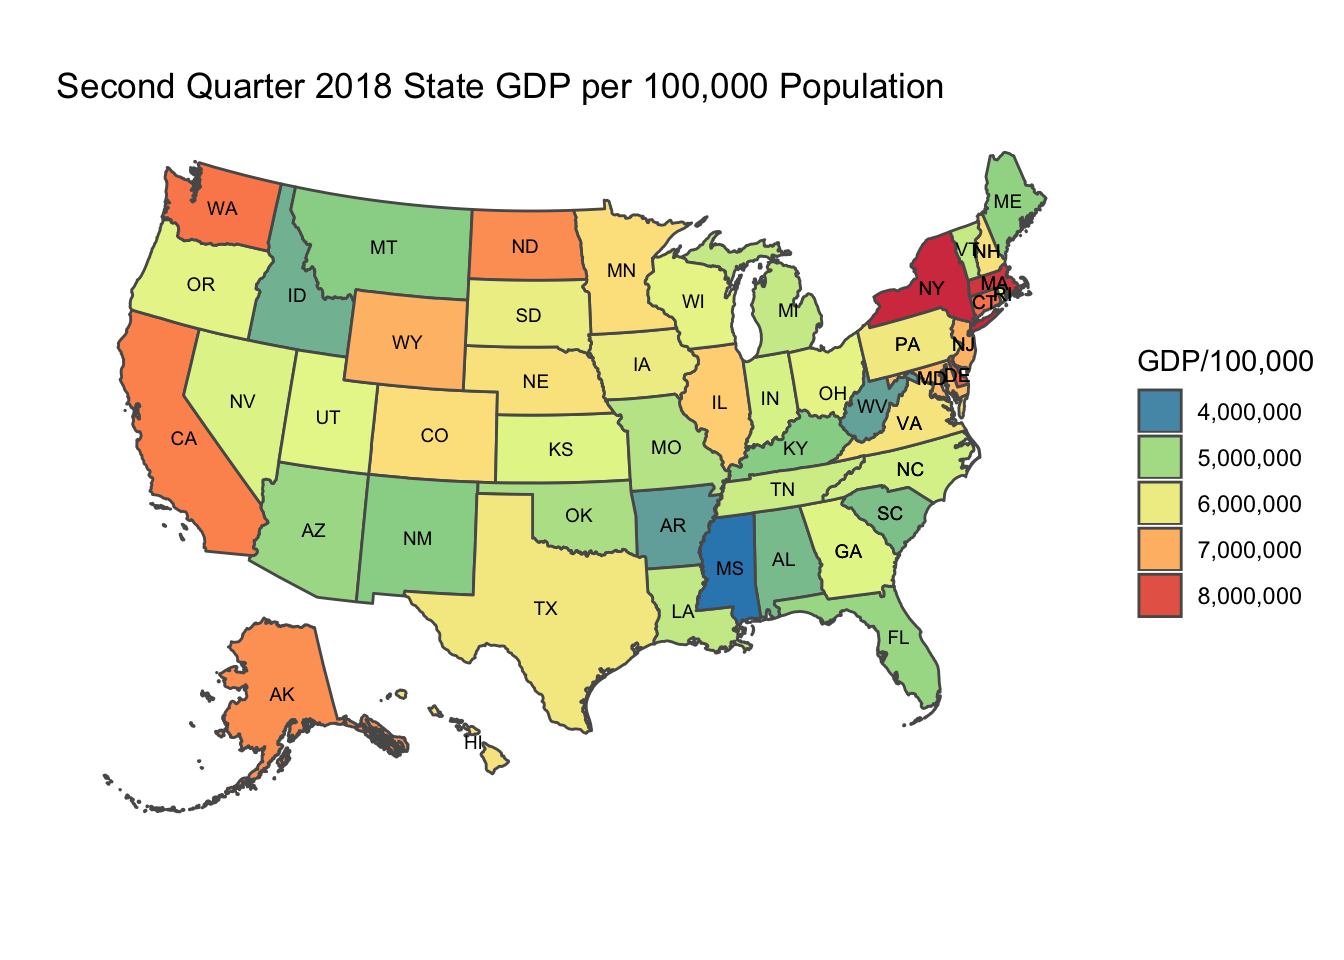 Second Quarter 2018 State GDP per 100,000 Population
ME
WA
MT
ND
VT
NH
MN
OR
ID
SD
WI
NY
MA
CT
RI
MI
WY
IA
PA
NJ
NE
MD
DE
NV
UT
CO
IL
IN
OH
WV
VA
CA
KS
MO
KY
NC
TN
AZ
NM
OK
AR
SC
MS
AL
GA
TX
LA
FL
AK
HI
GDP/100,000
4,000,000
5,000,000
6,000,000
7,000,000
8,000,000